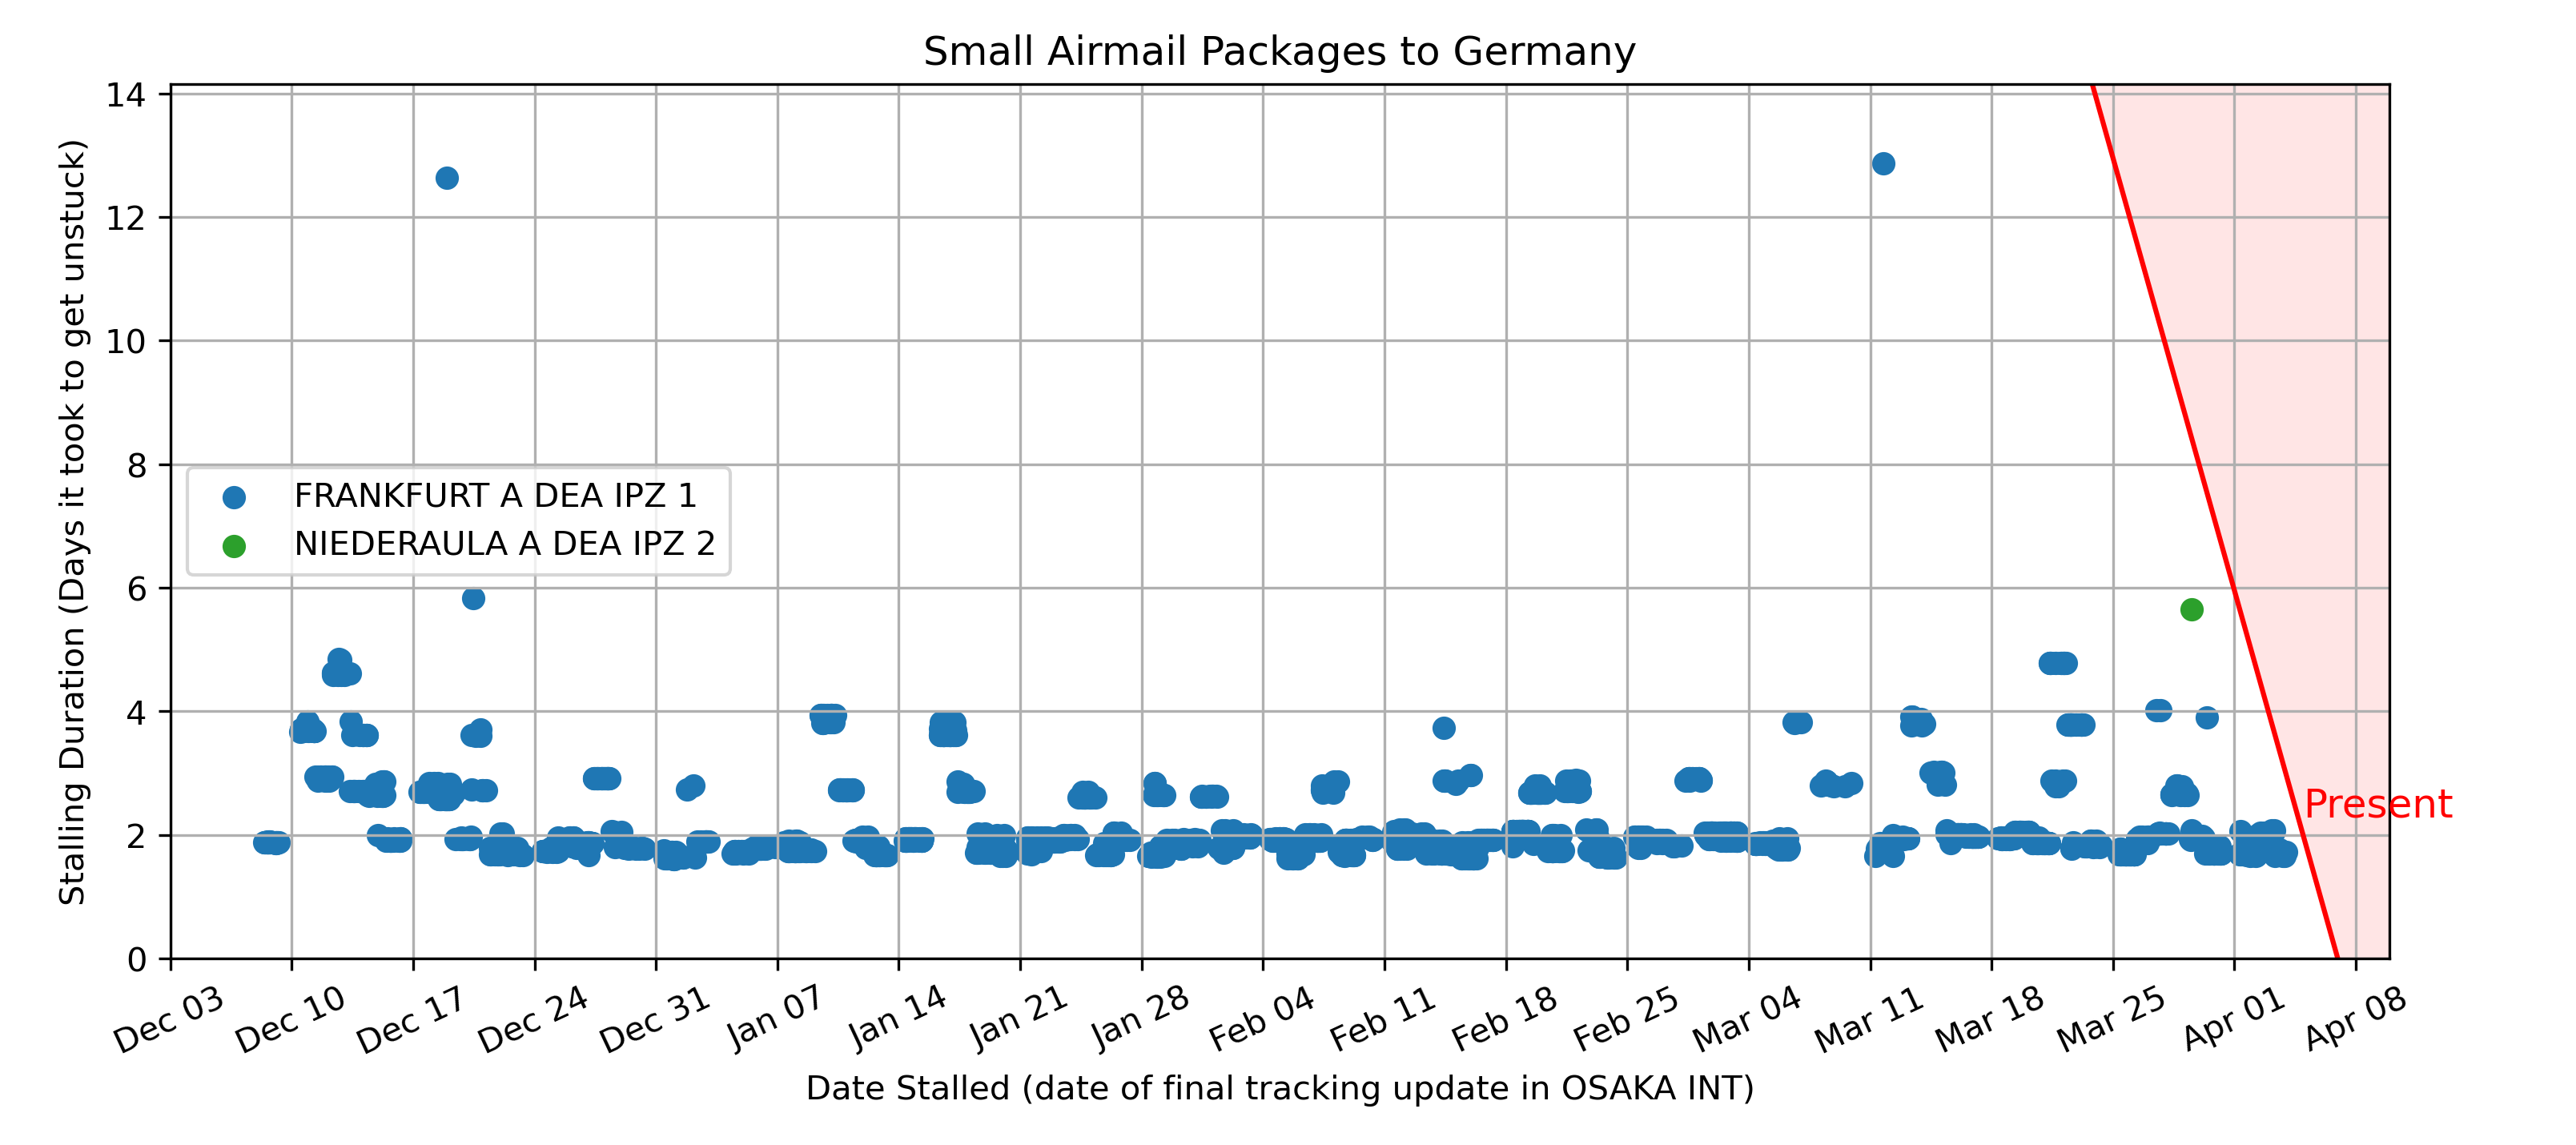 Small Airmail Packages to Germany
Stalling Duration (Days it took to get unstuck)
14
12
10
8
6
4
2
0
FRANKFURT A DEA IPZ 1
NIEDERAULA A DEA IPZ 2
Present
Dec 03
Dec 10
Dec 17
Dec 24
Dec 31
Jan 07
Jan 14
Jan 21
Jan 28
Feb 04
Feb 11
Feb 18
Feb 25
Mar 04
Mar 11
Mar 18
Mar 25
Apr 01
Apr 08
Date Stalled (date of final tracking update in OSAKA INT)